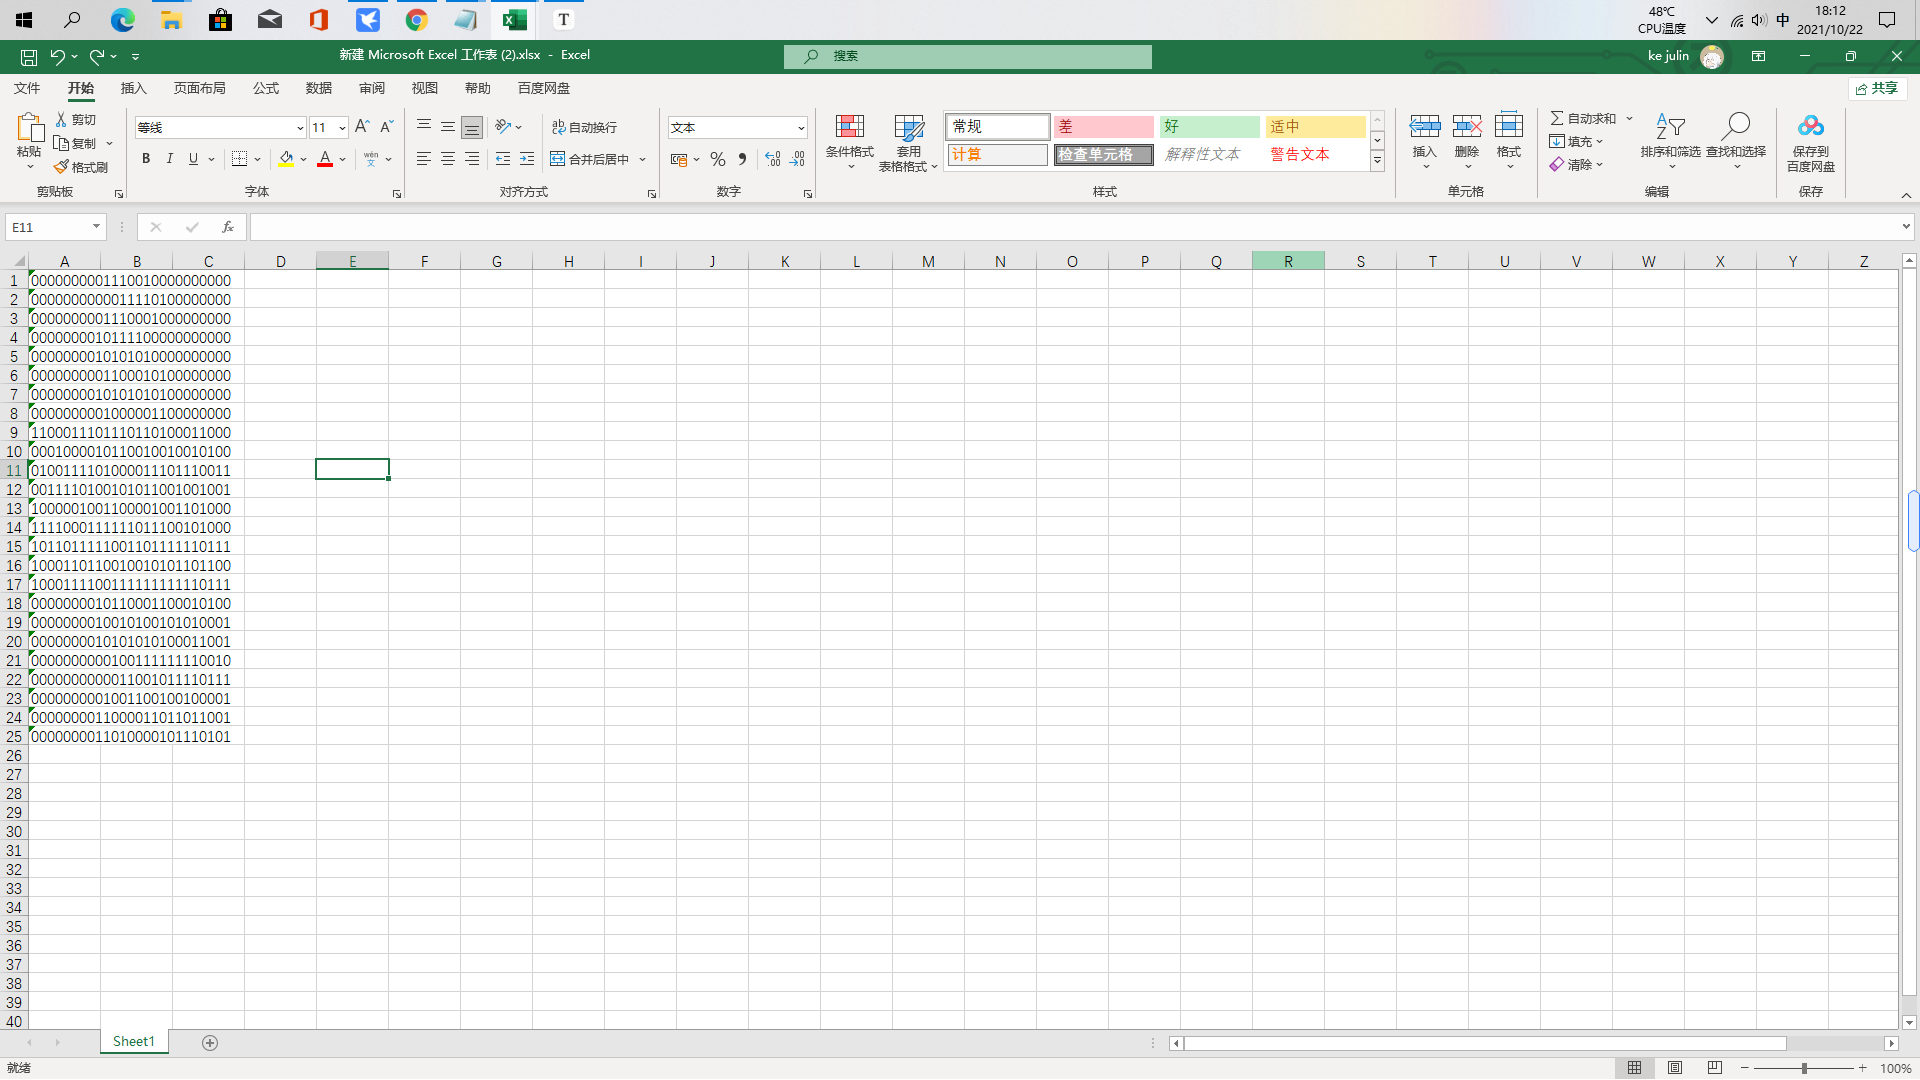 48℃
CPU温度
中
18:12
2021/10/22
新建 Microsoft Excel 工作表 (2).xlsx - Excel
搜索
ke julin
文件 开始 插入 页面布局 公式 数据 审阅 视图 帮助 百度网盘
共享
粘贴
剪切
复制
格式刷
剪贴板
等线 11
B I U
wén
文
字体
ab 自动换行
合并后居中
对齐方式
文本
数字
条件格式
套用
表格格式
常规 差 好 适中
计算 检查单元格 解释性文本 警告文本
样式
插入 删除 格式
单元格
自动求和
填充
清除
排序和筛选 查找和选择
编辑
保存到
百度网盘
保存
E11
fx
A B C D E F G H I J K L M N O P Q R S T U V W X Y Z
1 0000000001110010000000000
2 0000000000011110100000000
3 0000000001110001000000000
4 0000000010111100000000000
5 0000000010101010000000000
6 0000000001100010100000000
7 0000000010101010100000000
8 0000000001000001100000000
9 1100011101110110100011000
10 0001000010110010010010100
11 0100111101000011101110011
12 0011110100101011001001001
13 1000001001100001001101000
14 1111000111111011100101000
15 1011011111001101111110111
16 1000110110010010101101100
17 1000111100111111111110111
18 0000000010110001100010100
19 0000000010010100101010001
20 0000000010101010100011001
21 0000000000100111111110010
22 0000000000011001011110111
23 0000000001001100100100001
24 0000000011000011011011001
25 0000000011010000101110101
26
27
28
29
30
31
32
33
34
35
36
37
38
39
40
Sheet1
就绪
100%